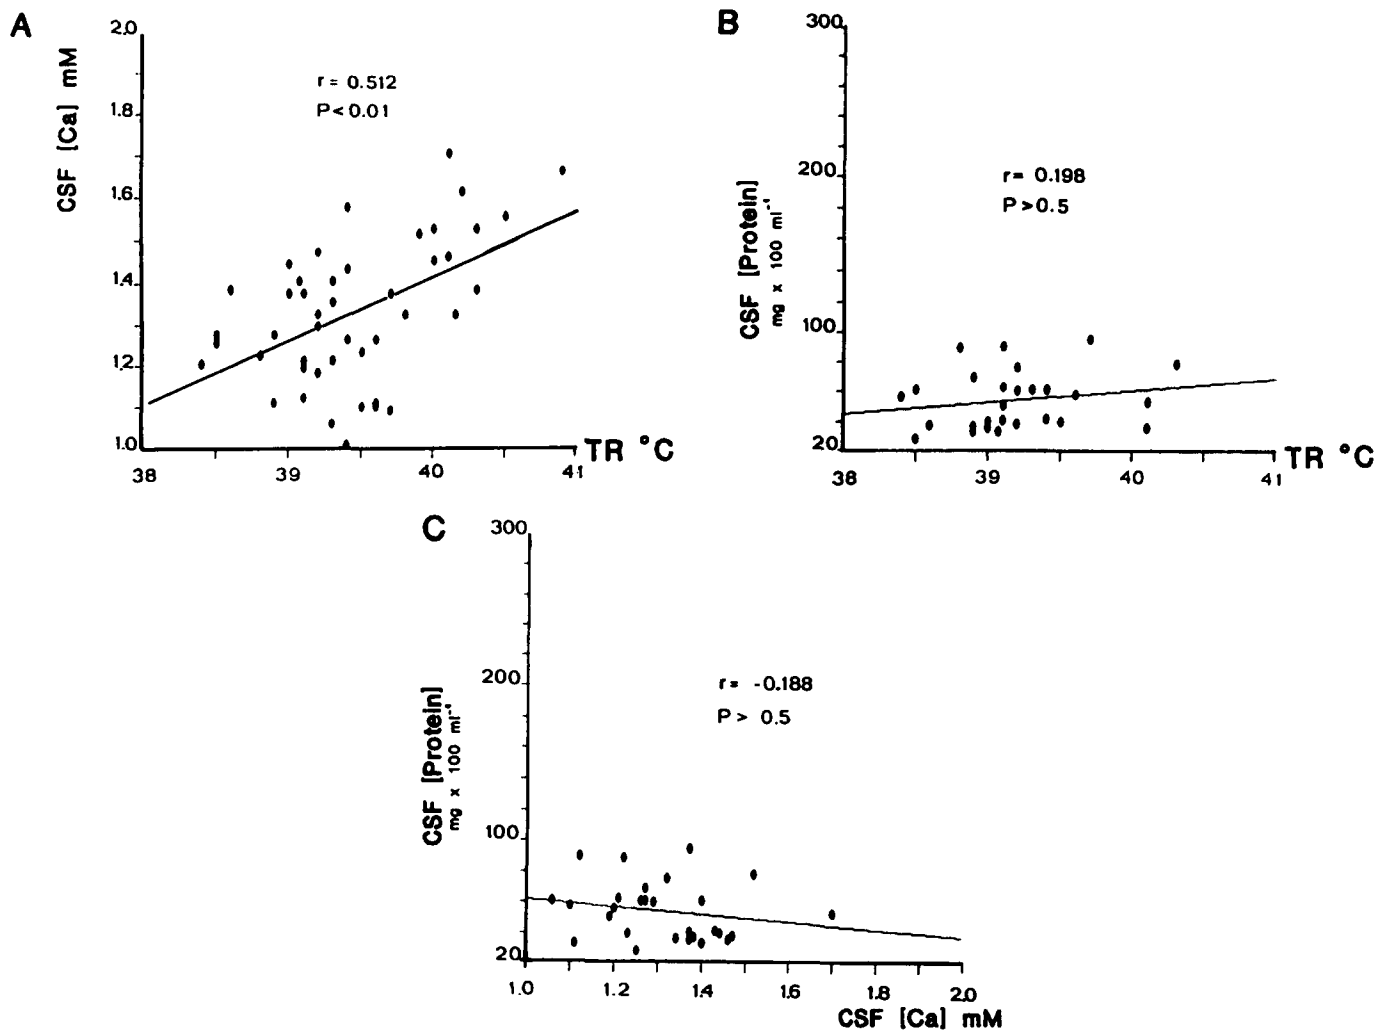 A
2.0
1.8
1.6
1.4
1.2
1.0
CSF [Ca] mM
r = 0.512
P < 0.01
38
39
40
41
TR °C
B
300
200
100
20
CSF [Protein]
mg x 100 ml⁻¹
r = 0.198
P > 0.5
38
39
40
41
TR °C
C
300
200
100
20
CSF [Protein]
mg x 100 ml⁻¹
r = -0.188
P > 0.5
1.0
1.2
1.4
1.6
1.8
2.0
CSF [Ca] mM